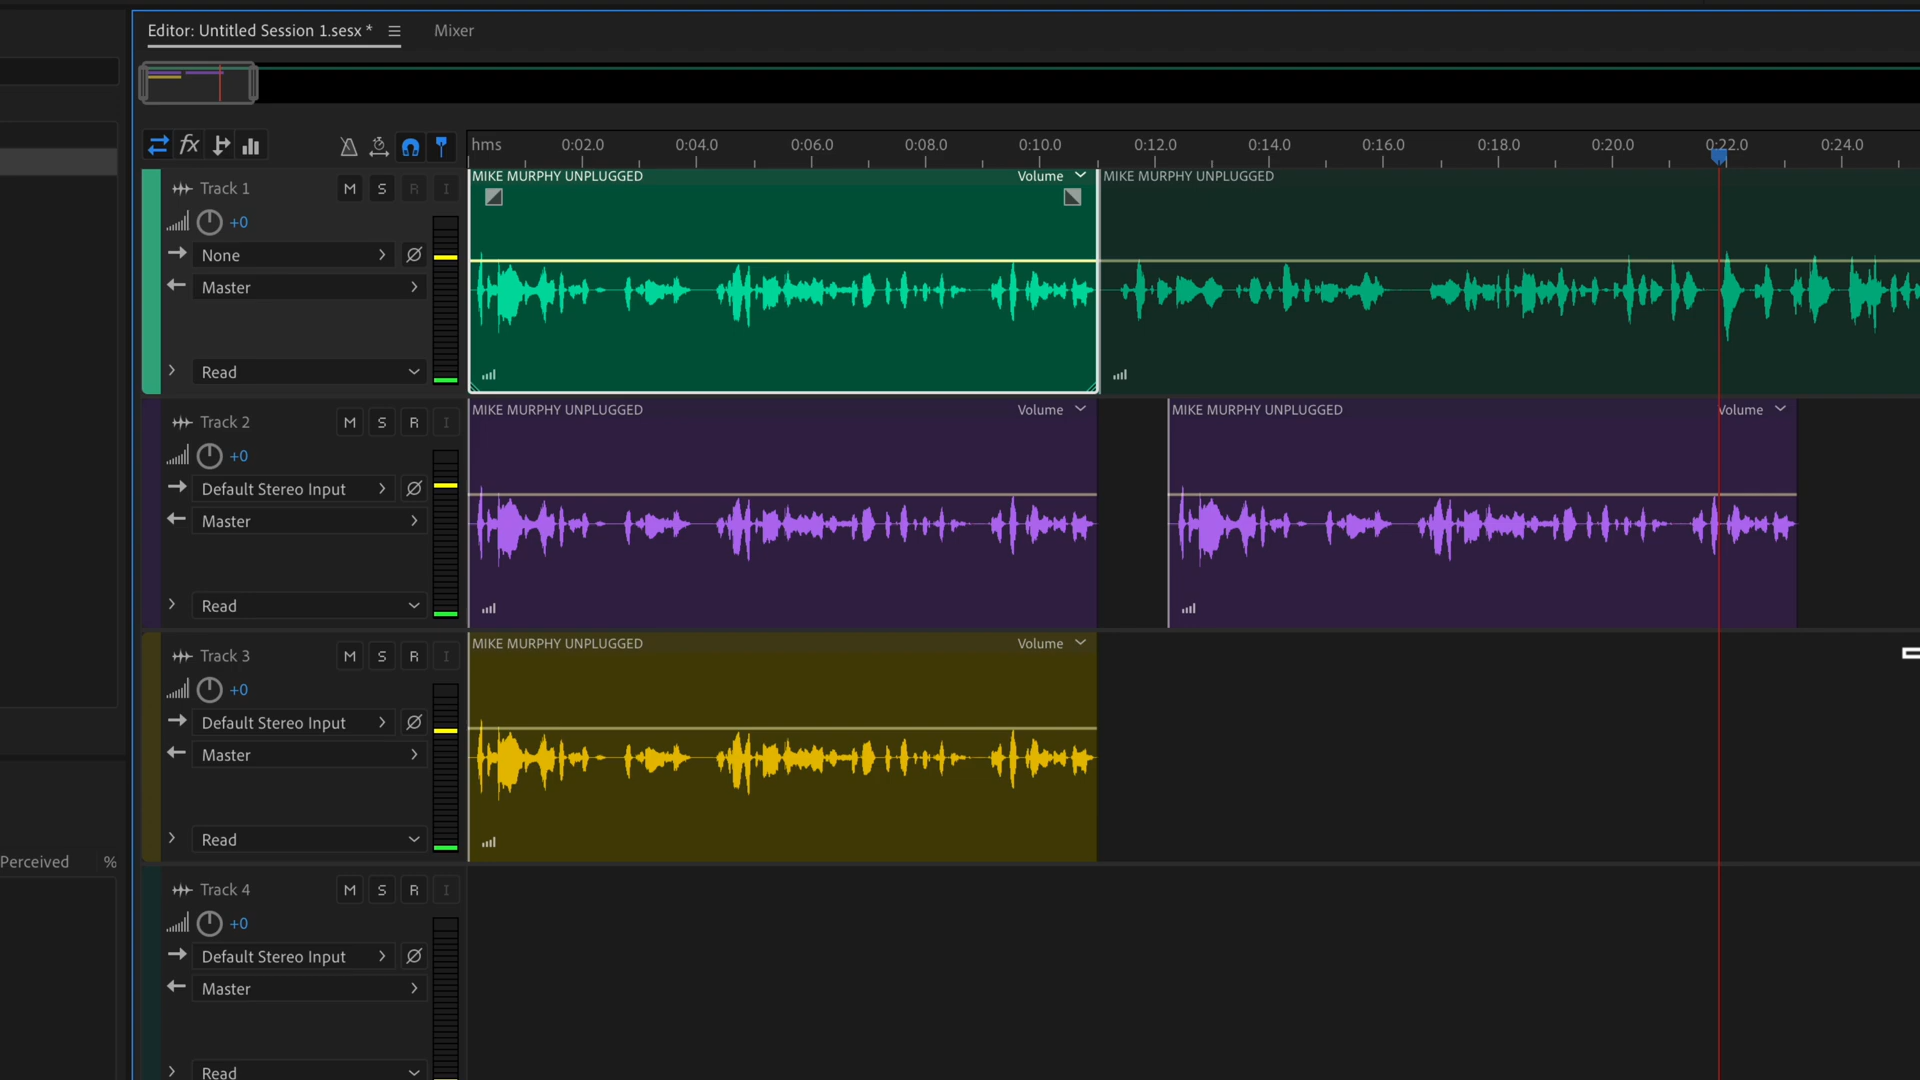 Editor: Untitled Session 1.sesx *
Mixer
fx
hms 0:02.0 0:04.0 0:06.0 0:08.0 0:10.0 0:12.0 0:14.0 0:16.0 0:18.0 0:20.0 0:22.0 0:24.0
Track 1 M S R I
+0
None
Master
Read
MIKE MURPHY UNPLUGGED Volume
MIKE MURPHY UNPLUGGED
Track 2 M S R I
+0
Default Stereo Input
Master
Read
MIKE MURPHY UNPLUGGED Volume
MIKE MURPHY UNPLUGGED Volume
Track 3 M S R I
+0
Default Stereo Input
Master
Read
MIKE MURPHY UNPLUGGED Volume
Perceived %
Track 4 M S R I
+0
Default Stereo Input
Master
Read